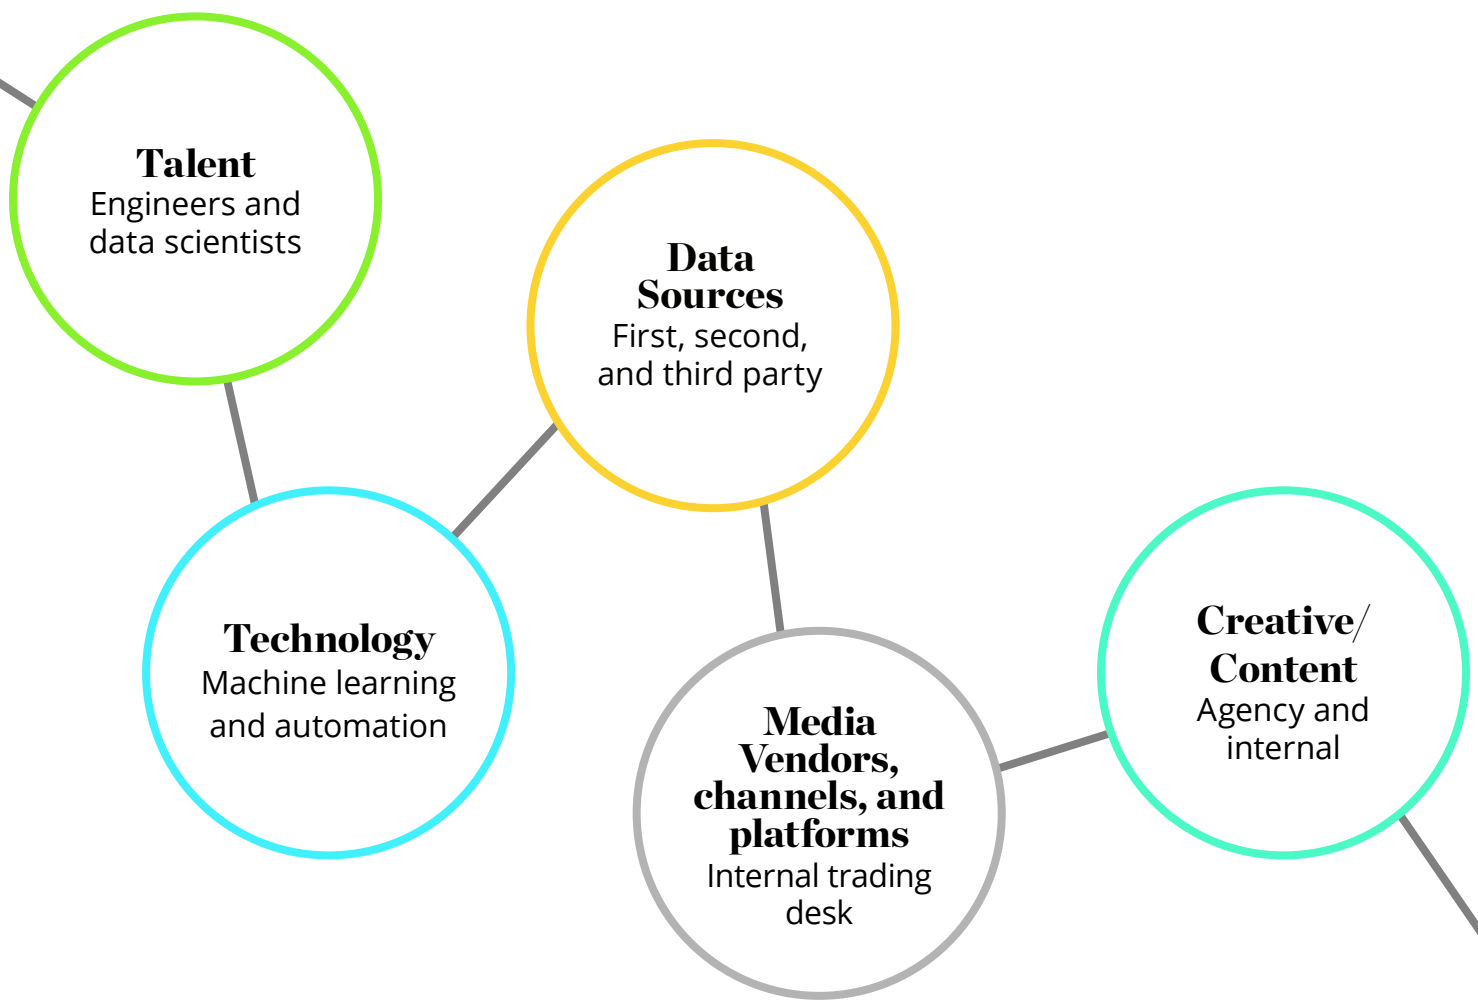 Talent
Engineers and
data scientists
Data
Sources
First, second,
and third party
Technology
Machine learning
and automation
Media
Vendors,
channels, and
platforms
Internal trading
desk
Creative/
Content
Agency and
internal